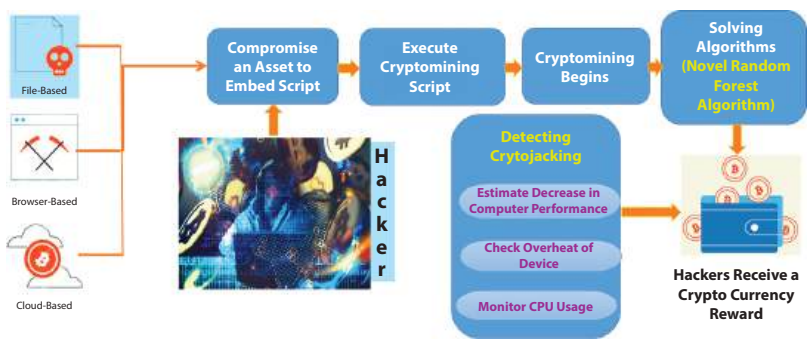 File-Based
Browser-Based
Cloud-Based
Compromise
an Asset to
Embed Script
Execute
Cryptomining
Script
Cryptomining
Begins
Solving
Algorithms
(Novel Random
Forest
Algorithm)
Hacker
Detecting
Crytojacking
Estimate Decrease in
Computer Performance
Check Overheat of
Device
Monitor CPU Usage
Hackers Receive a
Crypto Currency
Reward